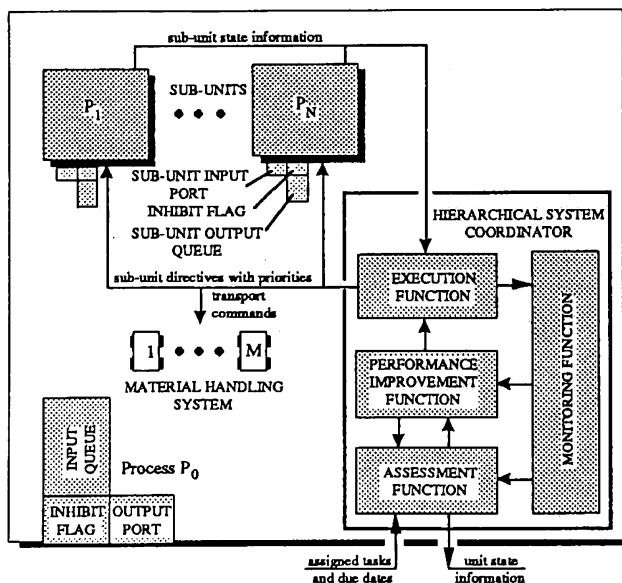 sub-unit state information
P1
SUB-UNITS
PN
SUB-UNIT INPUT
PORT
INHIBIT FLAG
SUB-UNIT OUTPUT
QUEUE
HIERARCHICAL SYSTEM
COORDINATOR
sub-unit directives with priorities
transport
commands
EXECUTION
FUNCTION
MONITORING FUNCTION
1
M
MATERIAL HANDLING
SYSTEM
PERFORMANCE
IMPROVEMENT
FUNCTION
INPUT
QUEUE
Process P0
ASSESSMENT
FUNCTION
INHIBIT
FLAG
OUTPUT
PORT
assigned tasks
and due dates
unit state
information